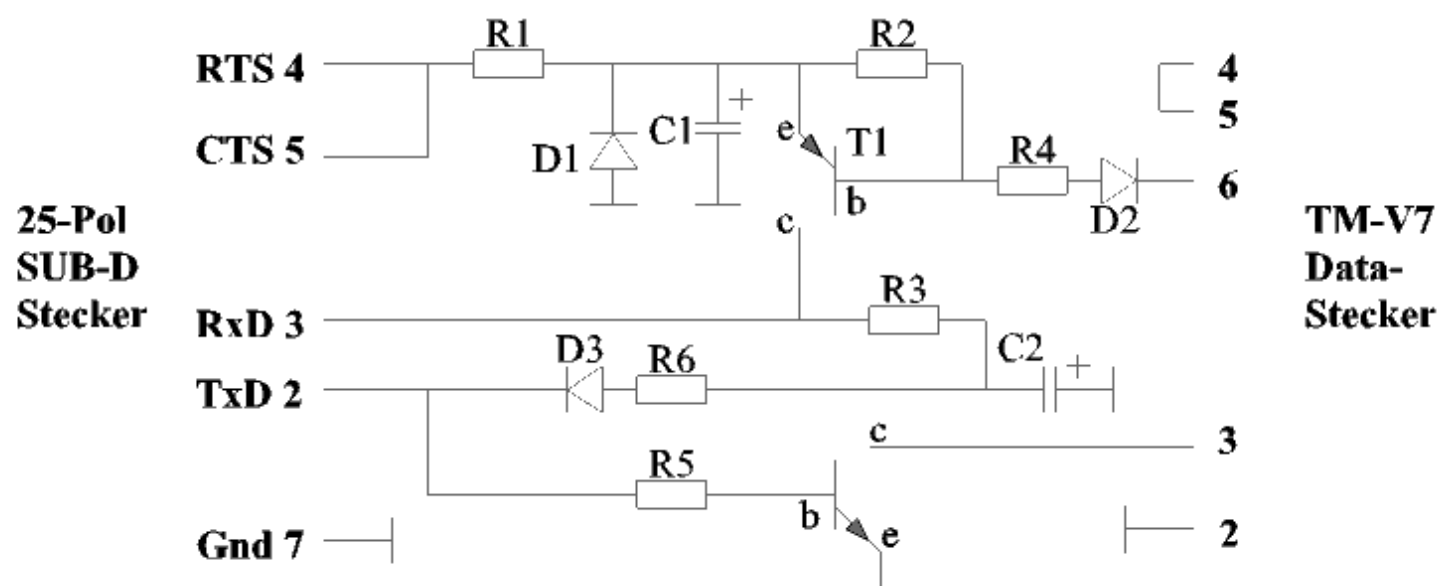 R1
R2
RTS 4
4
5
CTS 5
D1
C1
e
T1
b
c
R4
D2
6
25-Pol
SUB-D
Stecker
TM-V7
Data-
Stecker
RxD 3
R3
D3
R6
C2
TxD 2
c
3
R5
b
e
Gnd 7
2